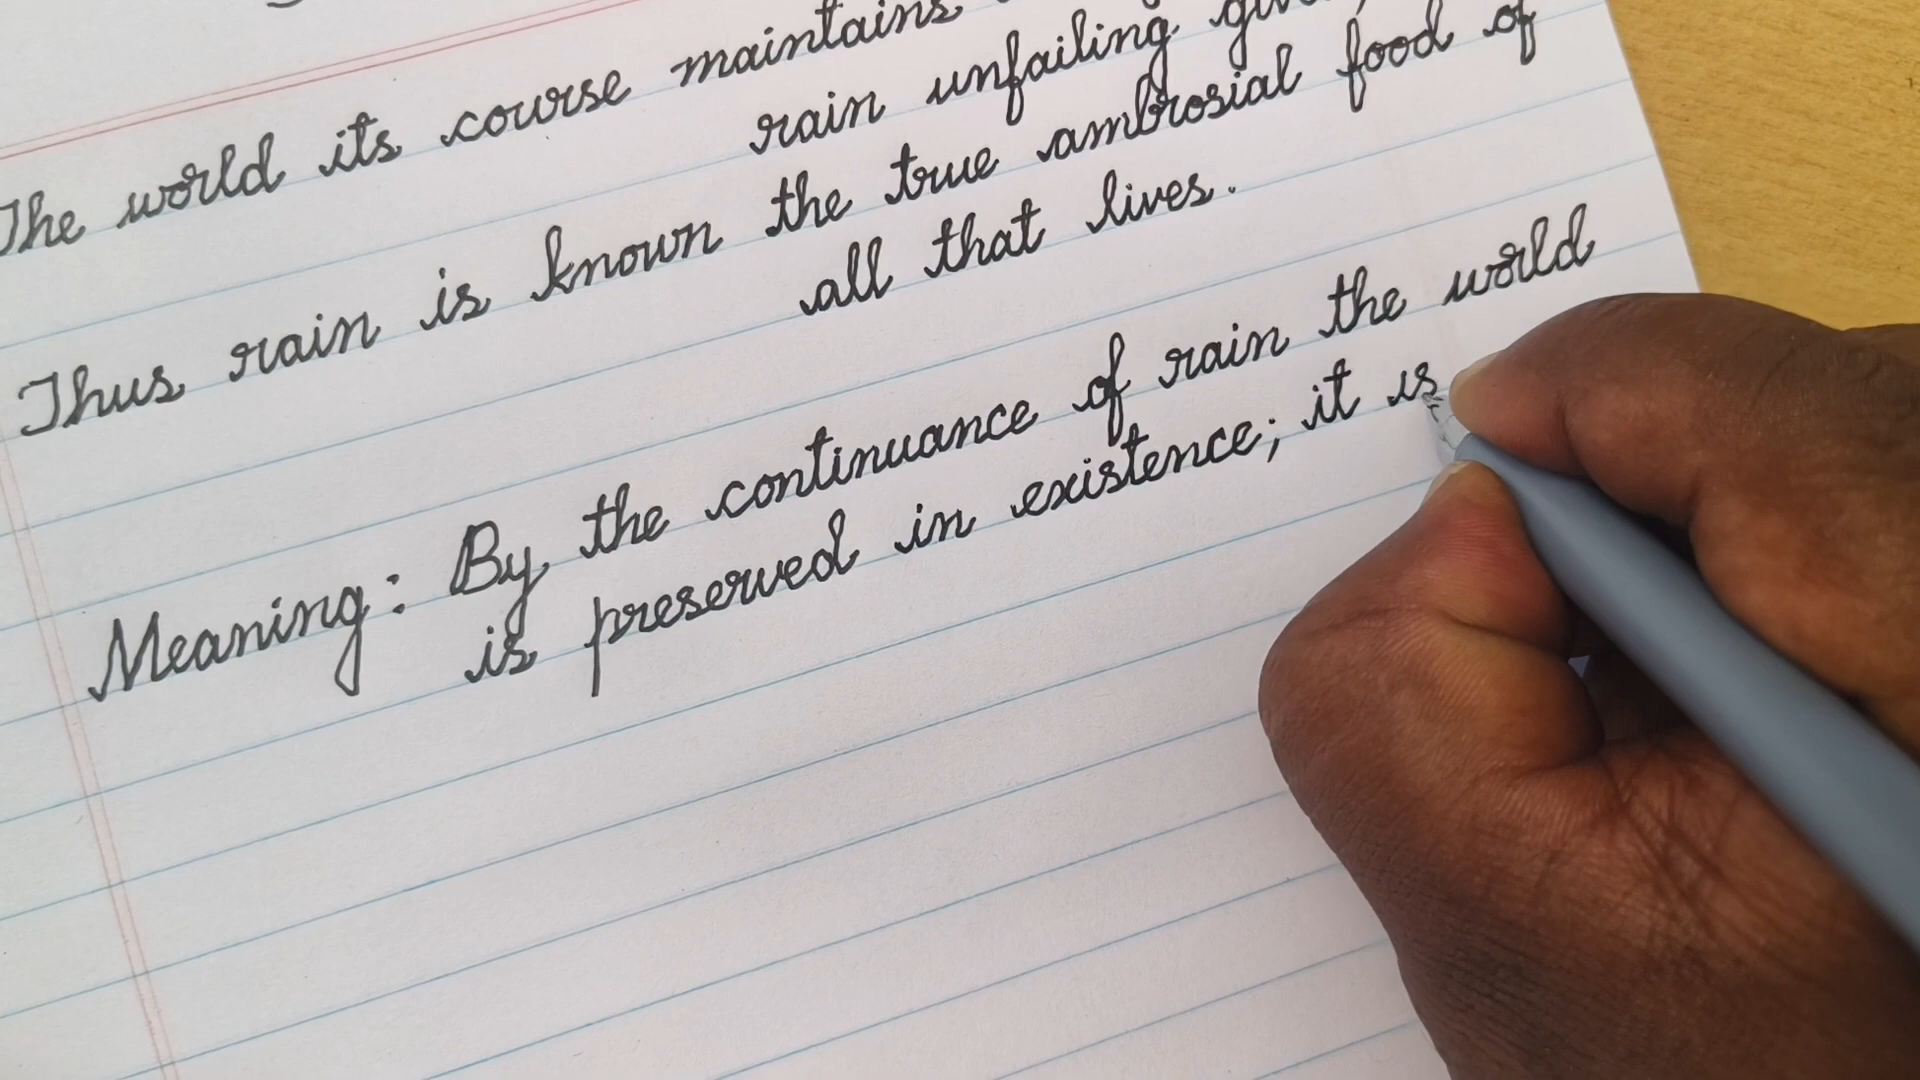 The world its course maintains
rain unfailing
Thus rain is known the true ambrosial food of
all that lives.
Meaning: By the continuance of rain the world
is preserved in existence; it is